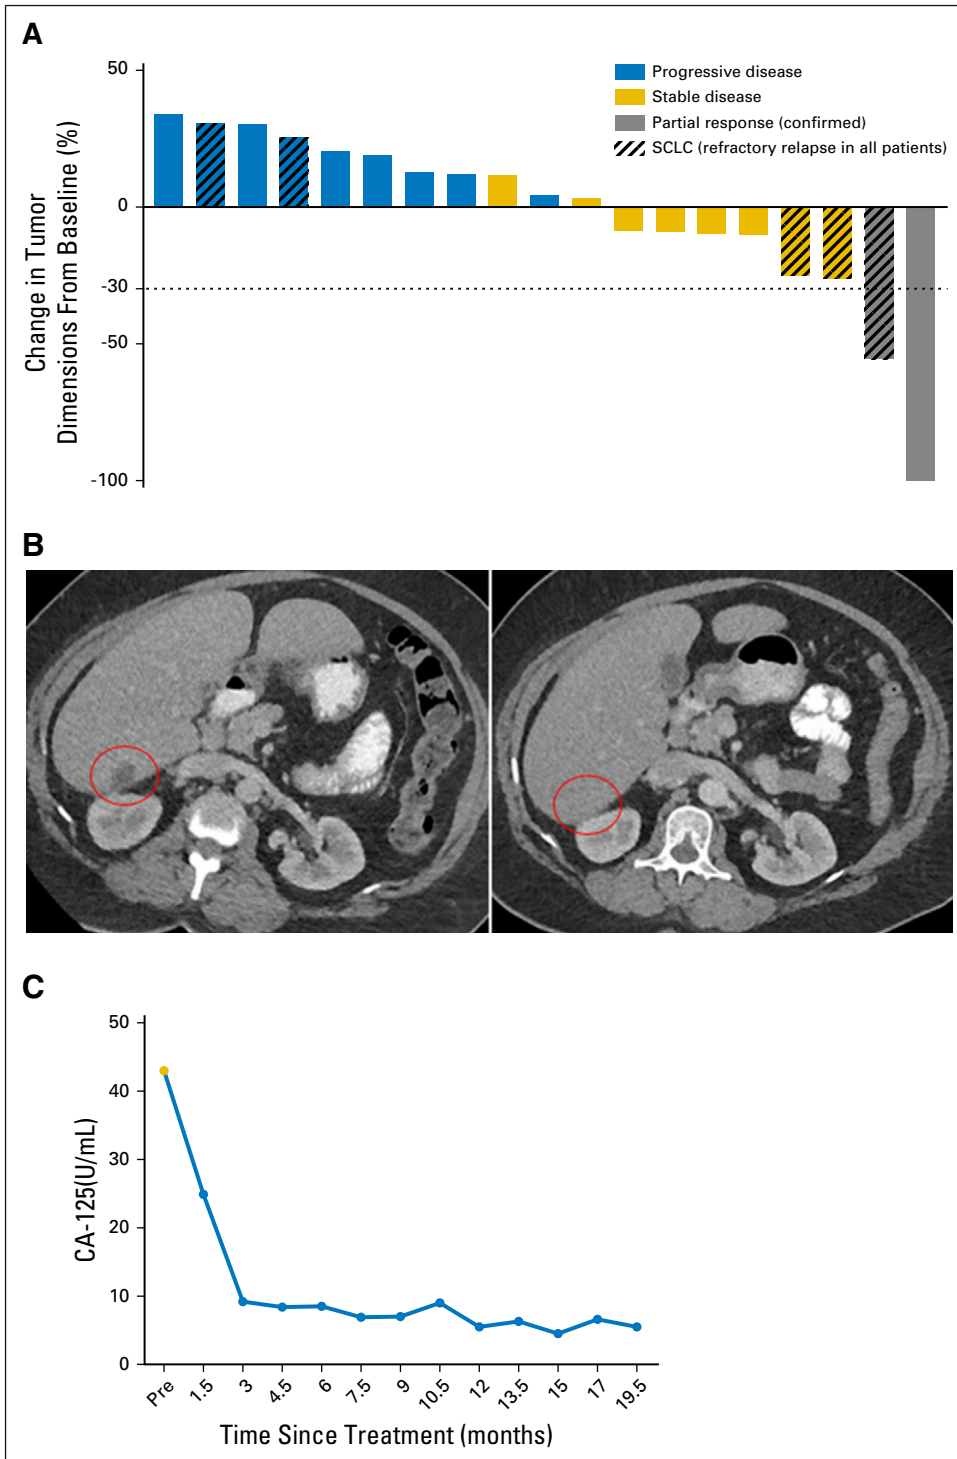 A
50
0
-30
-50
-100
Change in Tumor
Dimensions From Baseline (%)
Progressive disease
Stable disease
Partial response (confirmed)
SCLC (refractory relapse in all patients)
B
C
50
40
30
20
10
0
CA-125(U/mL)
Pre
1.5
3
4.5
6
7.5
9
10.5
12
13.5
15
17
19.5
Time Since Treatment (months)